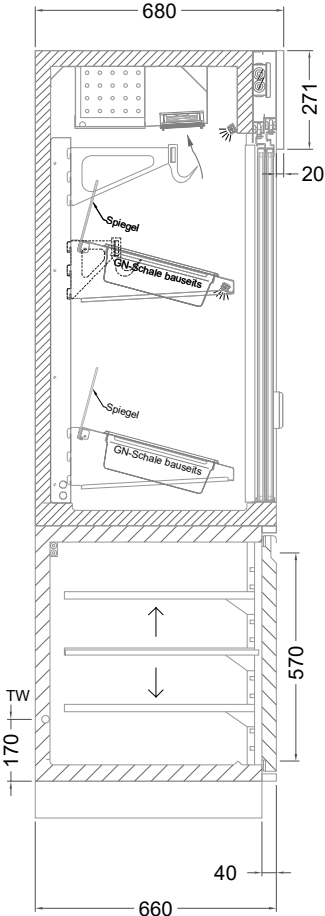 680
271
20
Spiegel
GN-Schale bauseits
Spiegel
GN-Schale bauseits
570
TW
170
40
660